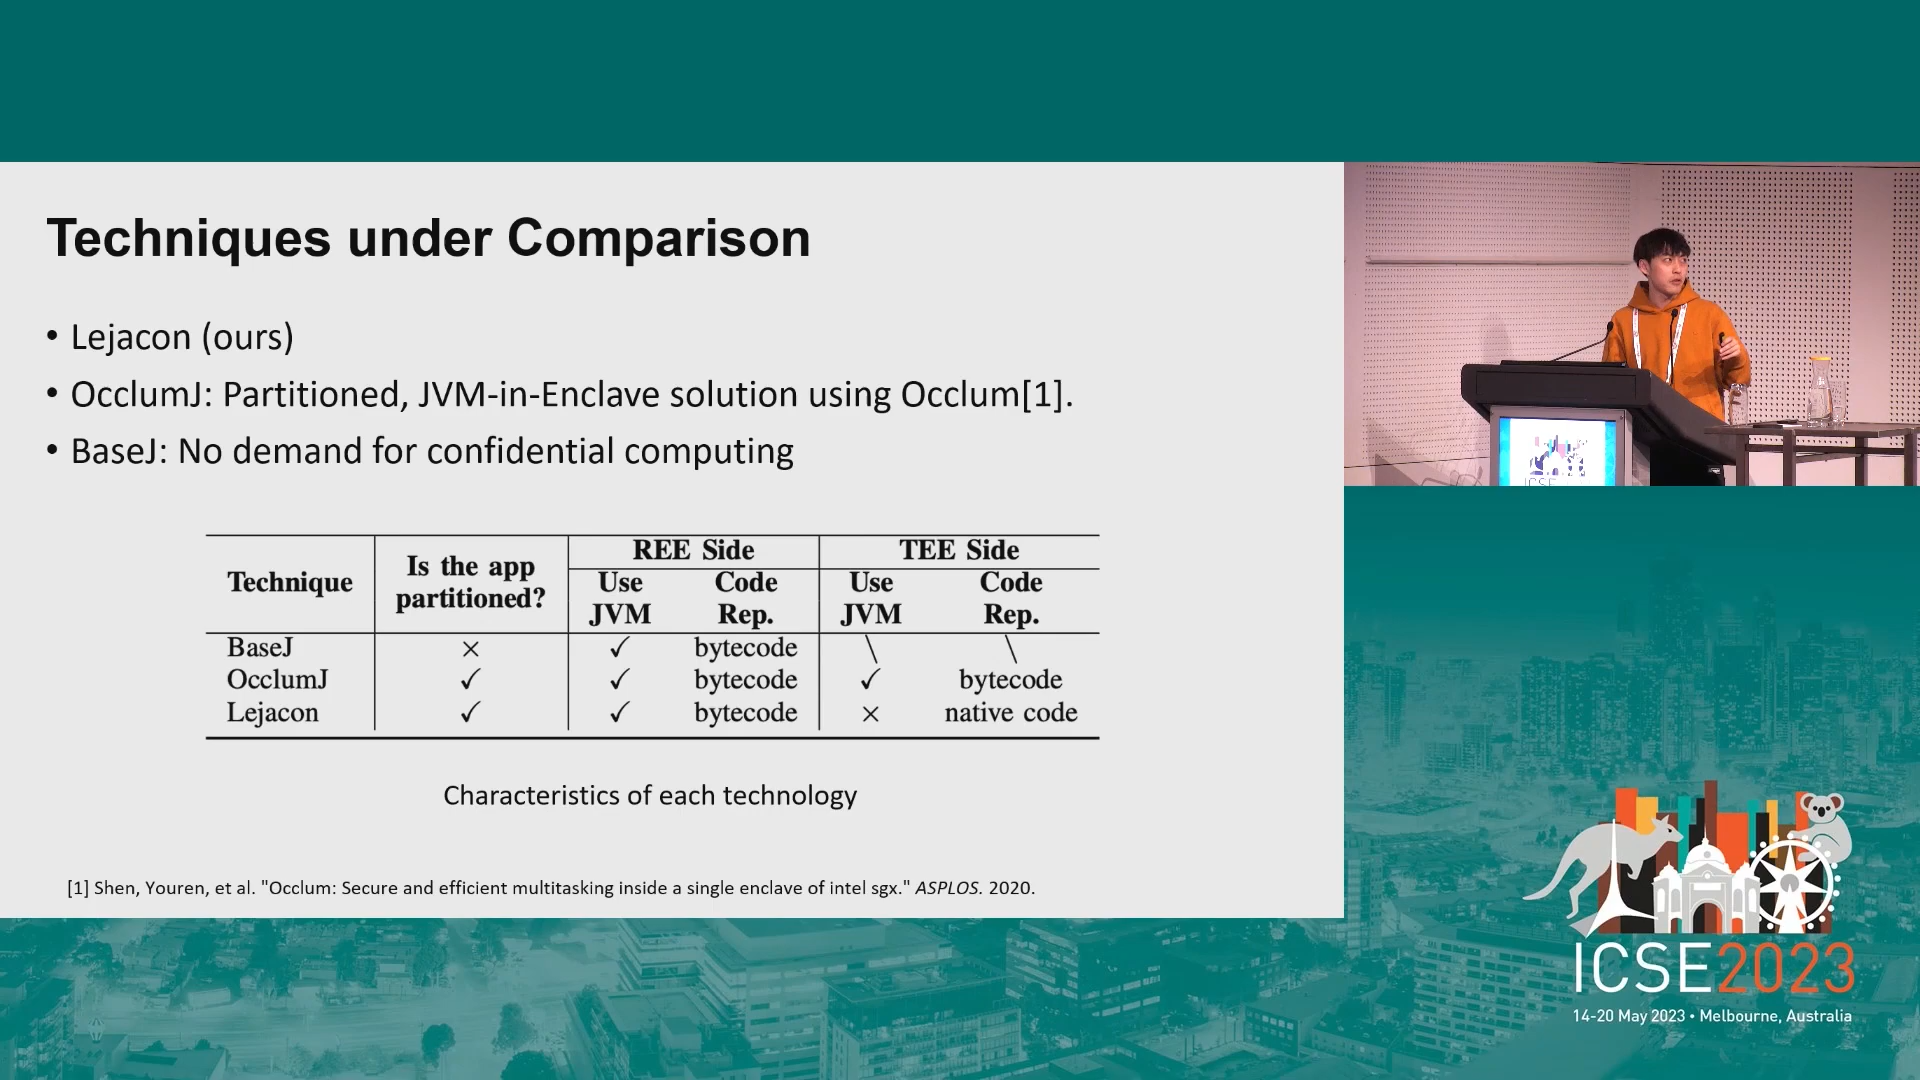 Techniques under Comparison
• Lejacon (ours)
• OcclumJ: Partitioned, JVM-in-Enclave solution using Occlum[1].
• BaseJ: No demand for confidential computing
Technique Is the app partitioned? REE Side TEE Side
Use JVM Code Rep. Use JVM Code Rep.
BaseJ × ✓ bytecode \ \
OcclumJ ✓ ✓ bytecode ✓ bytecode
Lejacon ✓ ✓ bytecode × native code
Characteristics of each technology
[1] Shen, Youren, et al. "Occlum: Secure and efficient multitasking inside a single enclave of intel sgx." ASPLOS. 2020.
ICSE
ICSE2023
14-20 May 2023 • Melbourne, Australia